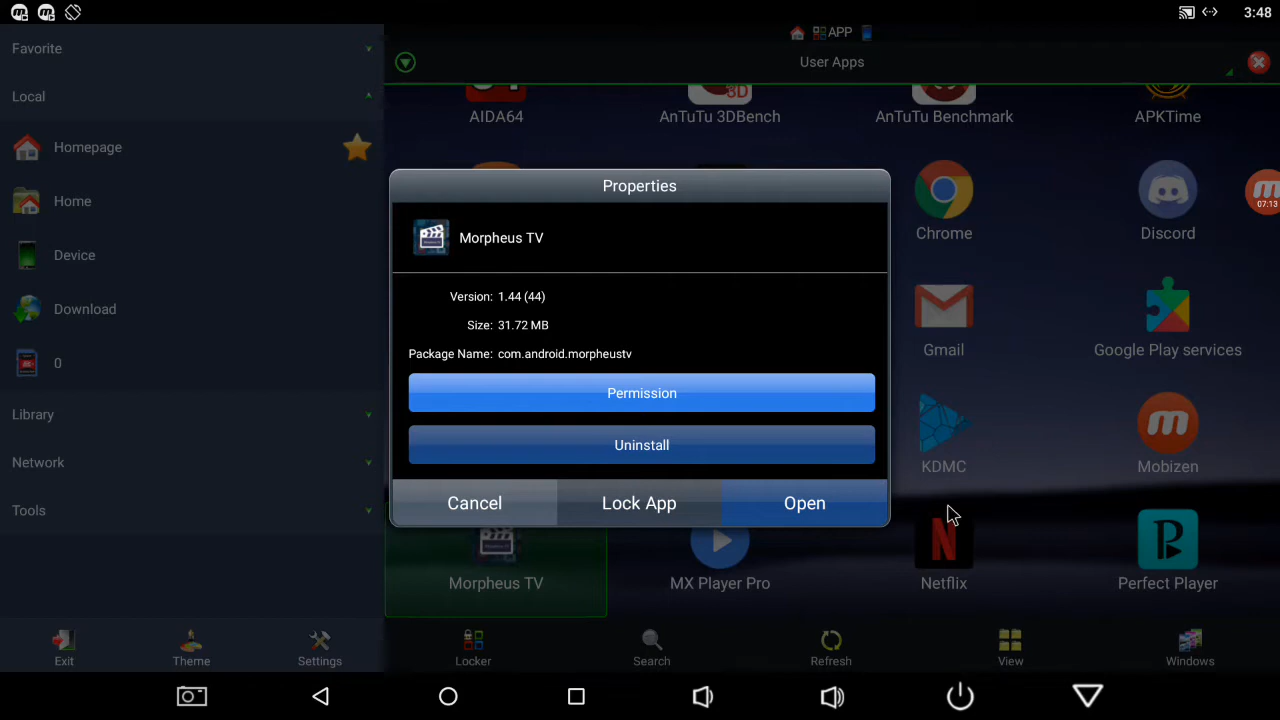 3:48
Favorite
Local
Homepage
Home
Device
Download
0
Library
Network
Tools
Exit
Theme
Settings
APP
User Apps
3D
AIDA64
AnTuTu 3DBench
AnTuTu Benchmark
APKTime
Chrome
Discord
07:13
Gmail
Google Play services
KDMC
Mobizen
Morpheus TV
MX Player Pro
Netflix
Perfect Player
Properties
Morpheus TV
Version: 1.44 (44)
Size: 31.72 MB
Package Name: com.android.morpheustv
Permission
Uninstall
Cancel
Lock App
Open
Locker
Search
Refresh
View
Windows